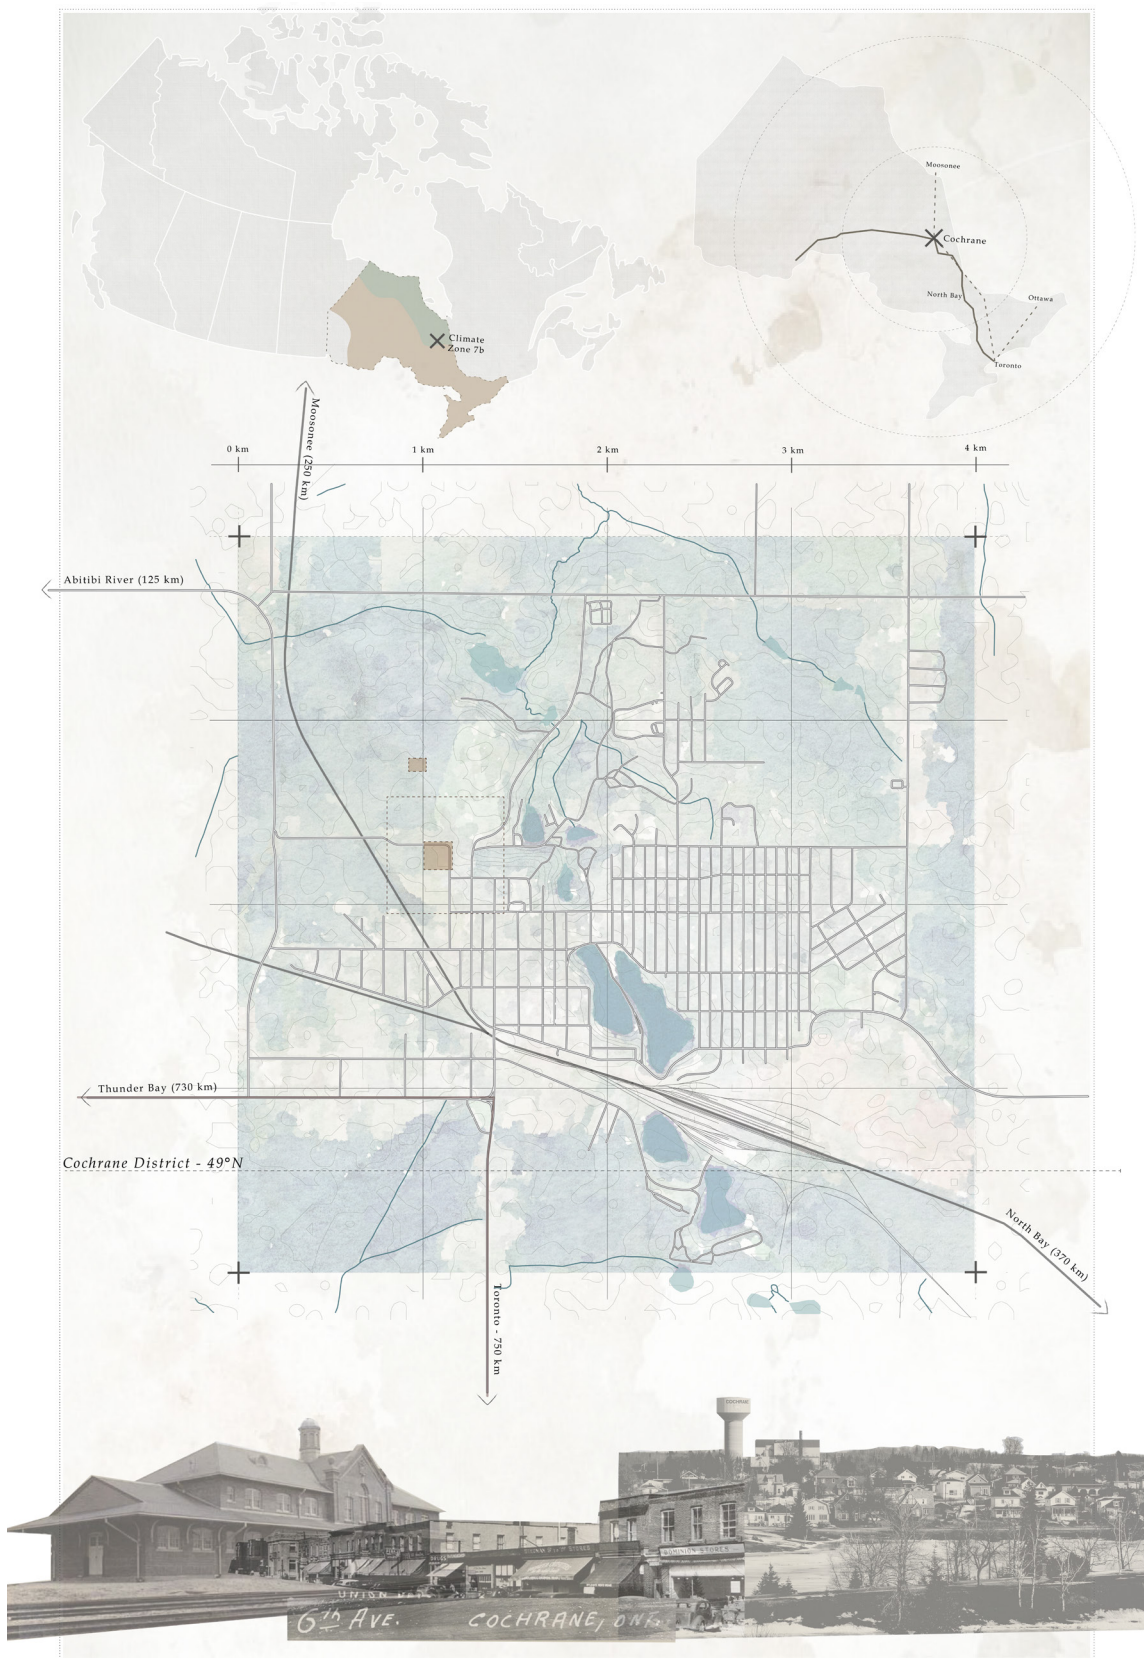 Moosonee
Cochrane
North Bay
Ottawa
Toronto
Climate
Zone 7b
Moosonee (250 km)
0 km
1 km
2 km
3 km
4 km
Abitibi River (125 km)
Thunder Bay (730 km)
Cochrane District - 49°N
North Bay (370 km)
Toronto - 750 km
COCHRANE
DOMINION STORES
UNION
6th AVE. COCHRANE, ONT.